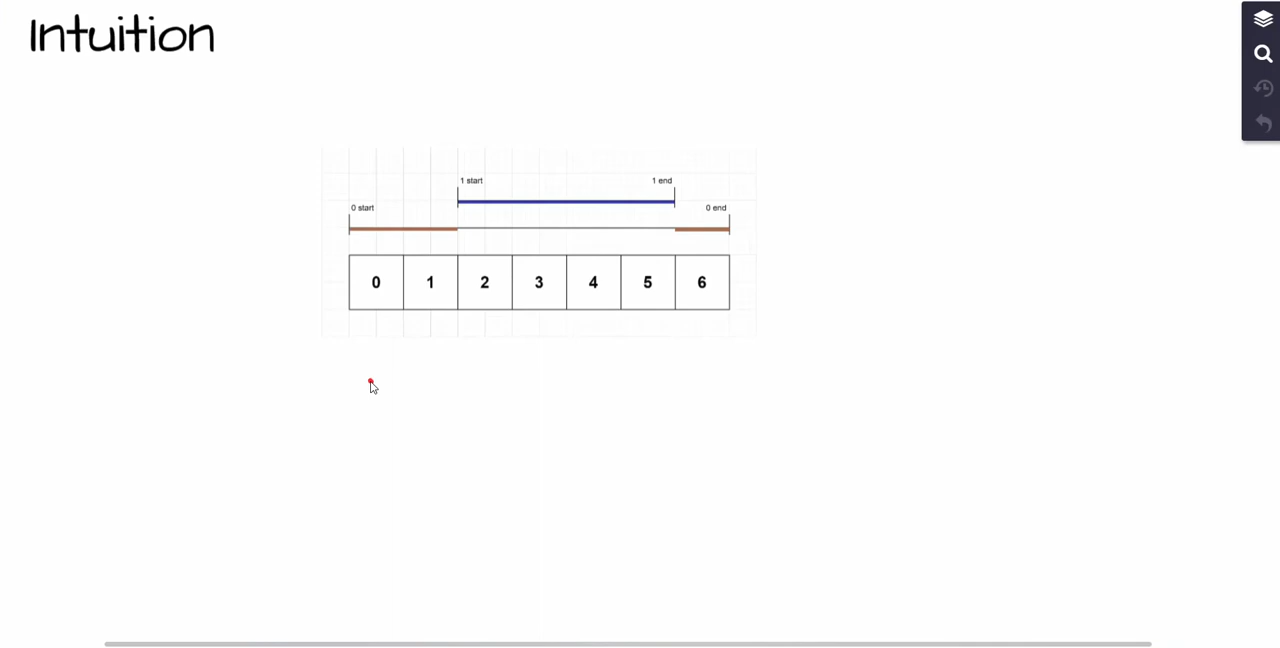 Intuition
1 start 1 end
0 start 0 end
0 1 2 3 4 5 6